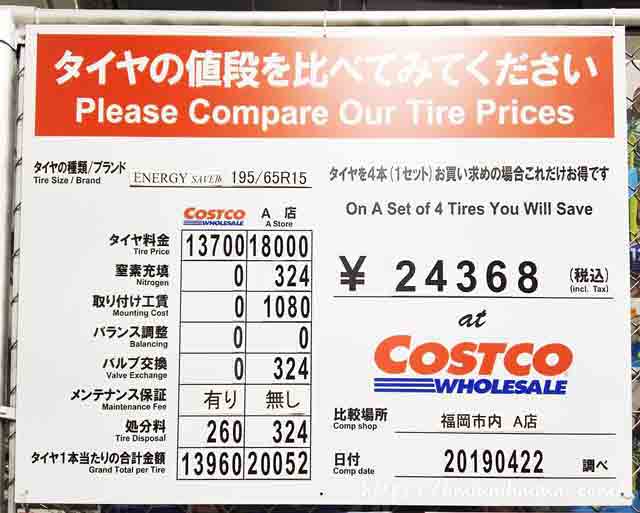 タイヤの値段を比べてみてください
Please Compare Our Tire Prices
タイヤの種類/ブランド
Tire Size / Brand
ENERGY SAVER 195/65R15
COSTCO WHOLESALE
A 店
A Store
タイヤ料金
Tire Price
13700 18000
窒素充填
Nitrogen
0 324
取り付け工賃
Mounting Cost
0 1080
バランス調整
Balancing
0 0
バルブ交換
Valve Exchange
0 324
メンテナンス保証
Maintenance Fee
有り 無し
処分料
Tire Disposal
260 324
タイヤ1本当たりの合計金額
Grand Total per Tire
13960 20052
タイヤを4本(1セット)お買い求めの場合これだけお得です
On A Set of 4 Tires You Will Save
¥ 24368 (税込)
(incl. Tax)
at
COSTCO
WHOLESALE
比較場所
Comp shop
福岡市内 A店
日付
Comp date
20190422 調べ